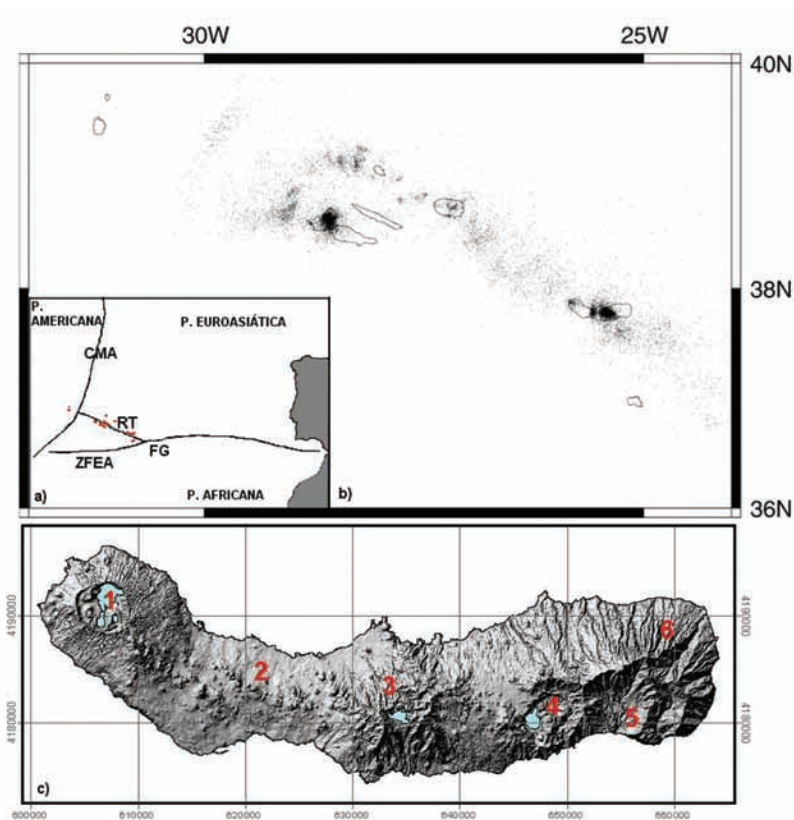 30W 25W
40N
38N
36N
P.
AMERICANA
P. EUROASIÁTICA
CMA
RT
FG
ZFEA
P. AFRICANA
a)
b)
4190000 4190000
4180000 4180000
1
2
3
4
5
6
c)
600000 610000 620000 630000 640000 650000 660000